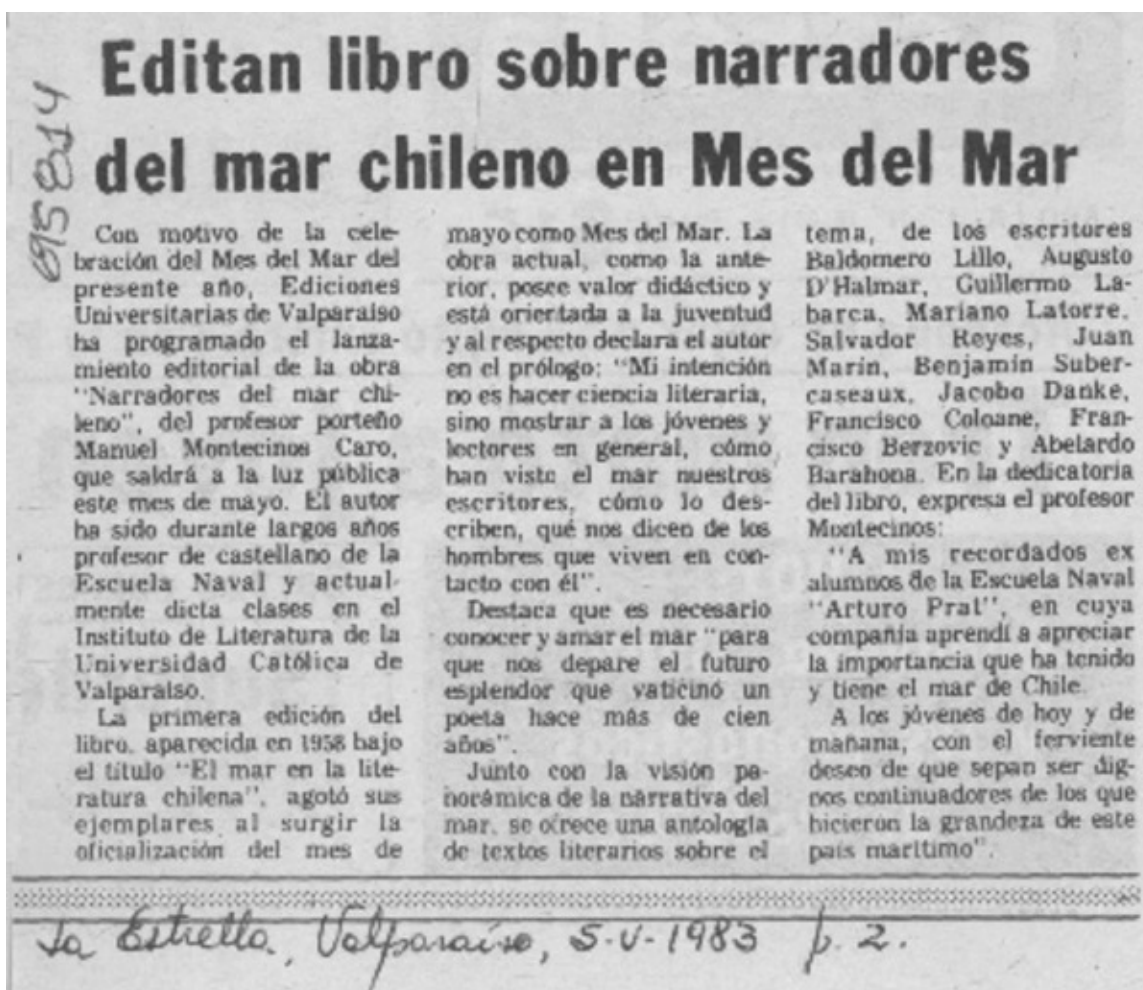 Editan libro sobre narradores
del mar chileno en Mes del Mar
695814
Con motivo de la cele-
bración del Mes del Mar del
presente año, Ediciones
Universitarias de Valparaíso
ha programado el lanza-
miento editorial de la obra
"Narradores del mar chi-
leno", del profesor porteño
Manuel Montecinos Caro,
que saldrá a la luz pública
este mes de mayo. El autor
ha sido durante largos años
profesor de castellano de la
Escuela Naval y actual-
mente dicta clases en el
Instituto de Literatura de la
Universidad Católica de
Valparaíso.
La primera edición del
libro, aparecida en 1958 bajo
el título "El mar en la lite-
ratura chilena", agotó sus
ejemplares al surgir la
oficialización del mes de
mayo como Mes del Mar. La
obra actual, como la ante-
rior, posee valor didáctico y
está orientada a la juventud
y al respecto declara el autor
en el prólogo: "Mi intención
no es hacer ciencia literaria,
sino mostrar a los jóvenes y
lectores en general, cómo
han visto el mar nuestros
escritores, cómo lo des-
criben, qué nos dicen de los
hombres que viven en con-
tacto con él".
Destaca que es necesario
conocer y amar el mar "para
que nos depare el futuro
esplendor que vaticinó un
poeta hace más de cien
años".
Junto con la visión pa-
norámica de la narrativa del
mar, se ofrece una antología
de textos literarios sobre el
tema, de los escritores
Baldomero Lillo, Augusto
D'Halmar, Guillermo La-
barca, Mariano Latorre,
Salvador Reyes, Juan
Marín, Benjamín Suber-
caseaux, Jacobo Danke,
Francisco Coloane, Fran-
cisco Berzovic y Abelardo
Barahona. En la dedicatoria
del libro, expresa el profesor
Montecinos:
"A mis recordados ex
alumnos de la Escuela Naval
"Arturo Prat", en cuya
compañía aprendí a apreciar
la importancia que ha tenido
y tiene el mar de Chile.
A los jóvenes de hoy y de
mañana, con el ferviente
deseo de que sepan ser dig-
nos continuadores de los que
hicieron la grandeza de este
país marítimo".
La Estrella, Valparaíso, 5-V-1983 p. 2.